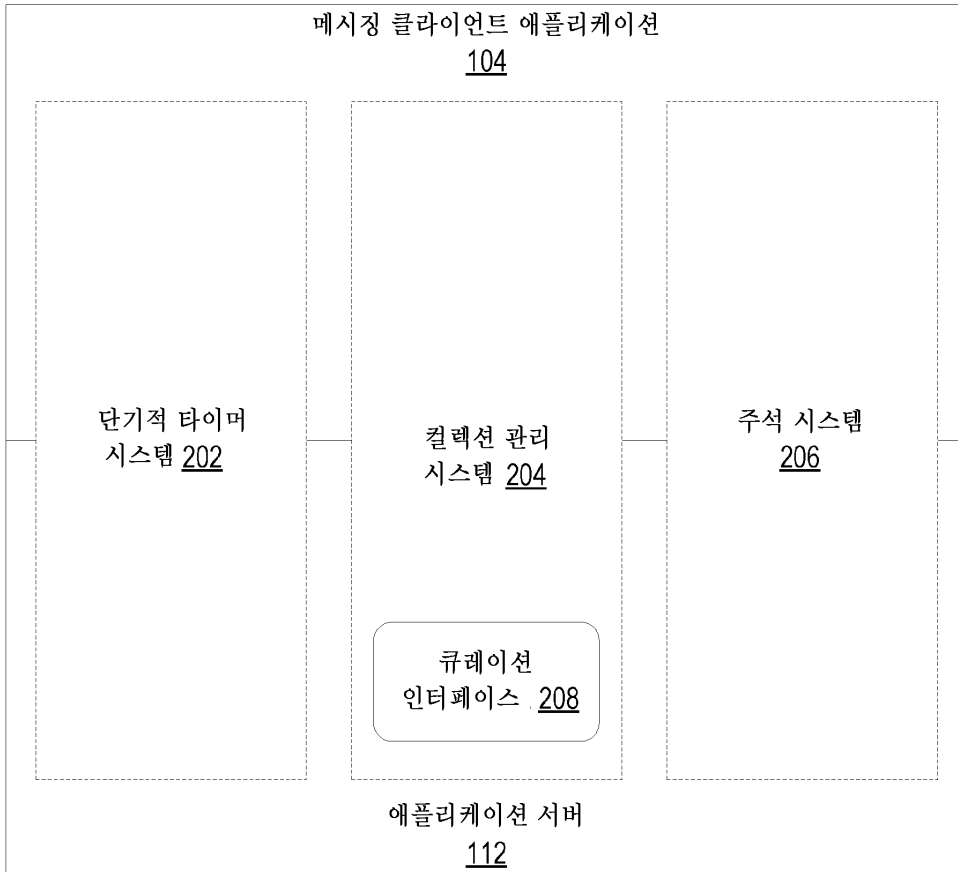 메시징 클라이언트 애플리케이션
104
단기적 타이머
시스템 202
컬렉션 관리
시스템 204
주석 시스템
206
큐레이션
인터페이스 208
애플리케이션 서버
112